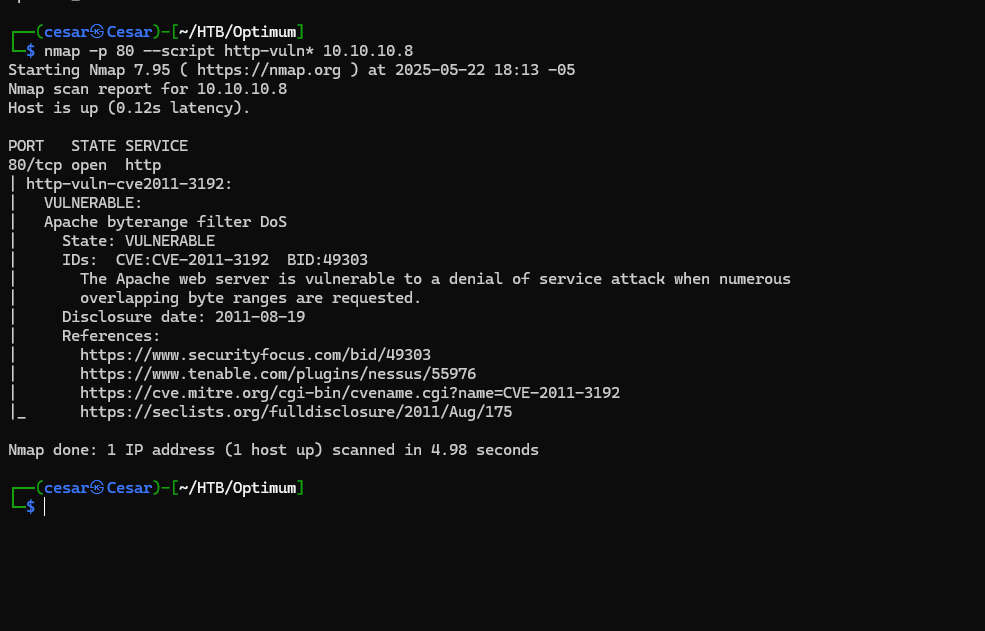 ┌──(cesar㉿Cesar)-[~/HTB/Optimum]
└─$ nmap -p 80 --script http-vuln* 10.10.10.8
Starting Nmap 7.95 ( https://nmap.org ) at 2025-05-22 18:13 -05
Nmap scan report for 10.10.10.8
Host is up (0.12s latency).

PORT   STATE SERVICE
80/tcp open  http
| http-vuln-cve2011-3192:
|   VULNERABLE:
|   Apache byterange filter DoS
|     State: VULNERABLE
|     IDs:  CVE:CVE-2011-3192  BID:49303
|       The Apache web server is vulnerable to a denial of service attack when numerous
|       overlapping byte ranges are requested.
|     Disclosure date: 2011-08-19
|     References:
|       https://www.securityfocus.com/bid/49303
|       https://www.tenable.com/plugins/nessus/55976
|       https://cve.mitre.org/cgi-bin/cvename.cgi?name=CVE-2011-3192
|_      https://seclists.org/fulldisclosure/2011/Aug/175

Nmap done: 1 IP address (1 host up) scanned in 4.98 seconds

┌──(cesar㉿Cesar)-[~/HTB/Optimum]
└─$